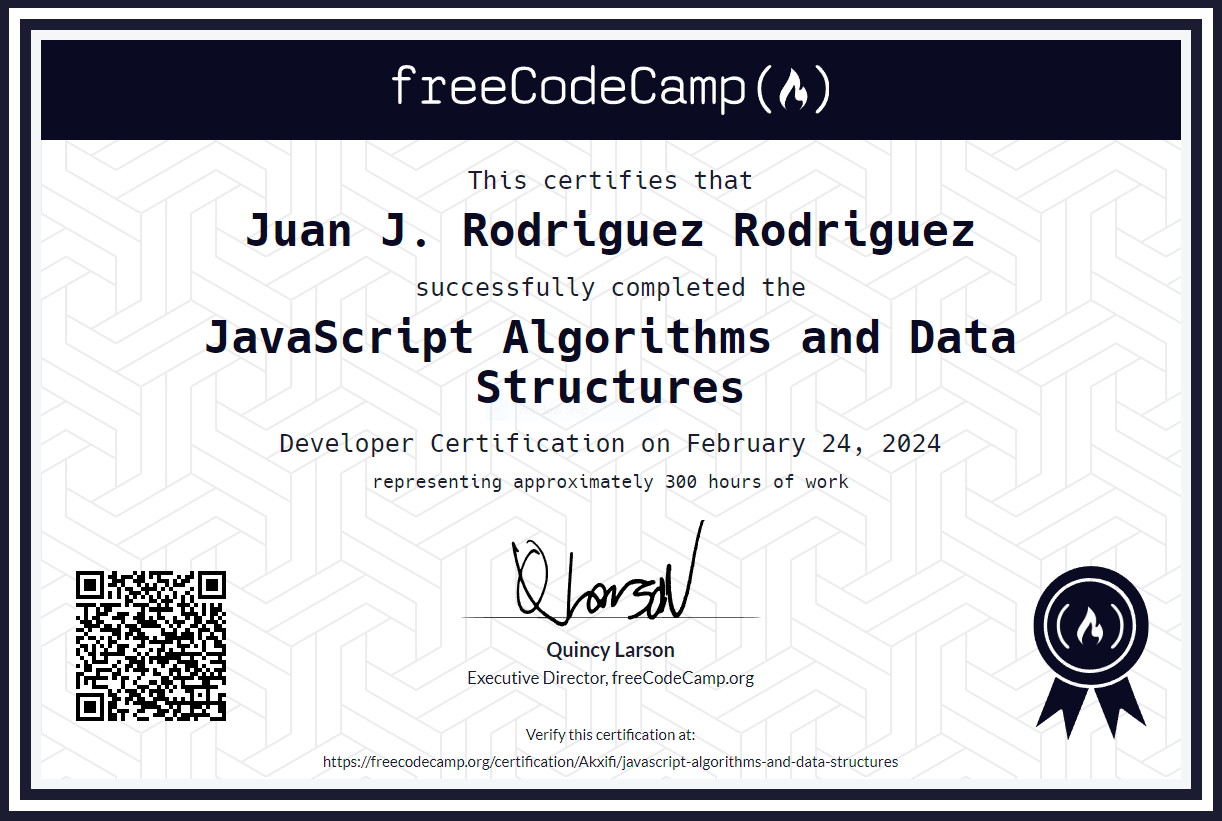 freeCodeCamp
This certifies that
Juan J. Rodriguez Rodriguez
successfully completed the
JavaScript Algorithms and Data
Structures
Developer Certification on February 24, 2024
representing approximately 300 hours of work
Q Larson
Quincy Larson
Executive Director, freeCodeCamp.org
Verify this certification at:
https://freecodecamp.org/certification/Akxifi/javascript-algorithms-and-data-structures